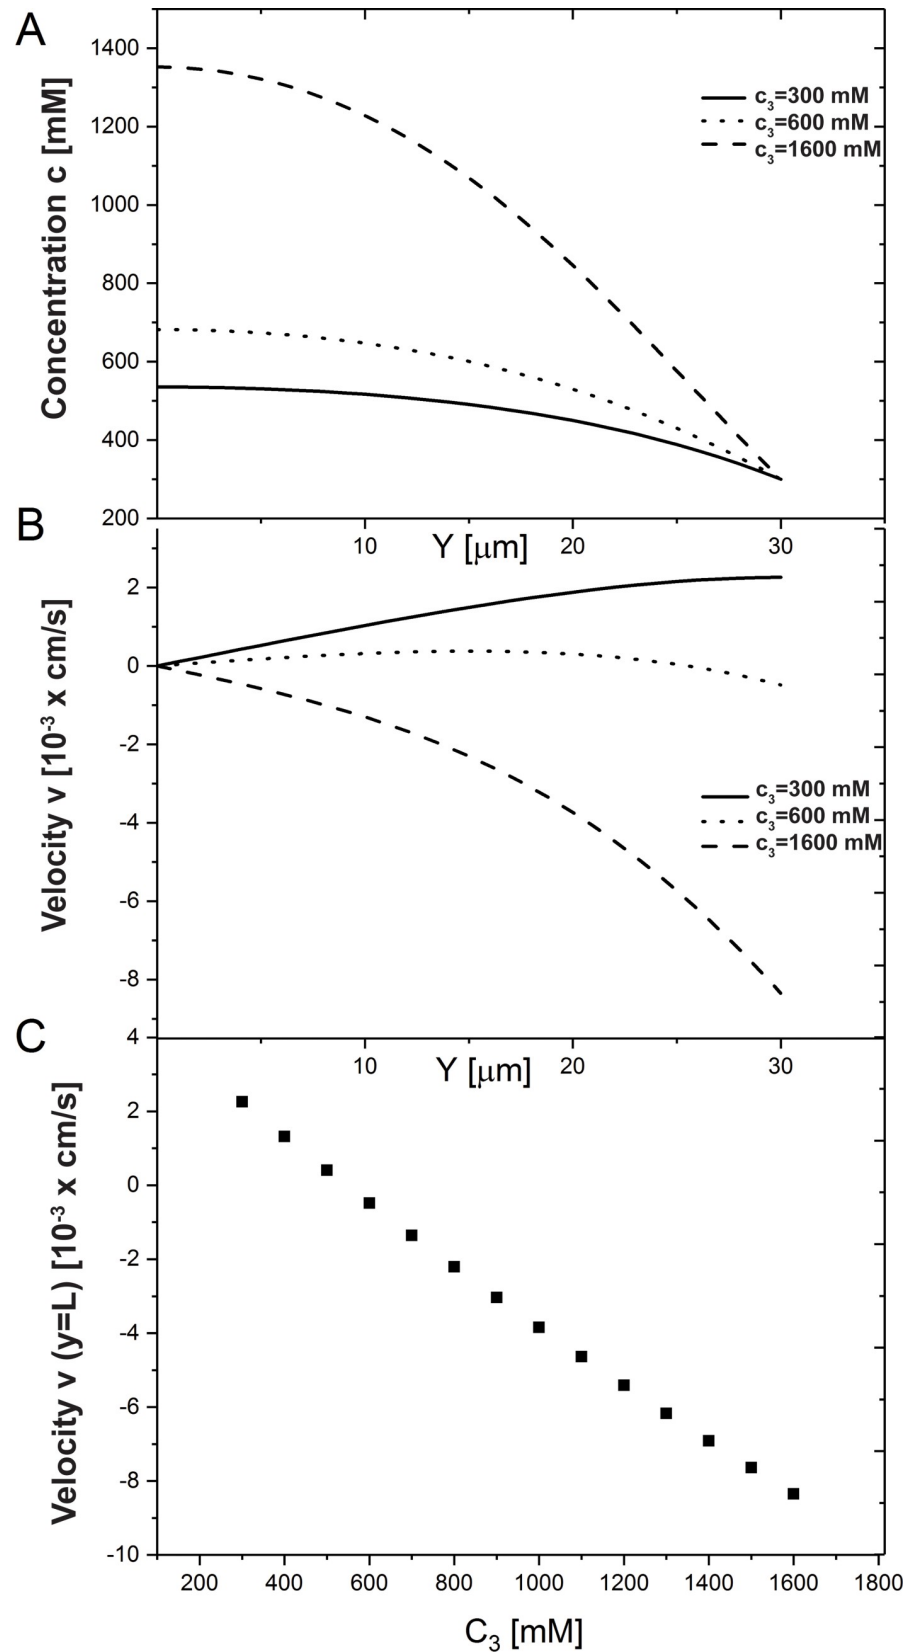 A
Concentration c [mM]
1400
1200
1000
800
600
400
200
c₃=300 mM
c₃=600 mM
c₃=1600 mM
10
20
30
Y [μm]
B
Velocity v [10⁻³ x cm/s]
2
0
-2
-4
-6
-8
c₃=300 mM
c₃=600 mM
c₃=1600 mM
10
20
30
Y [μm]
C
Velocity v (y=L) [10⁻³ x cm/s]
4
2
0
-2
-4
-6
-8
-10
200 400 600 800 1000 1200 1400 1600 1800
C₃ [mM]